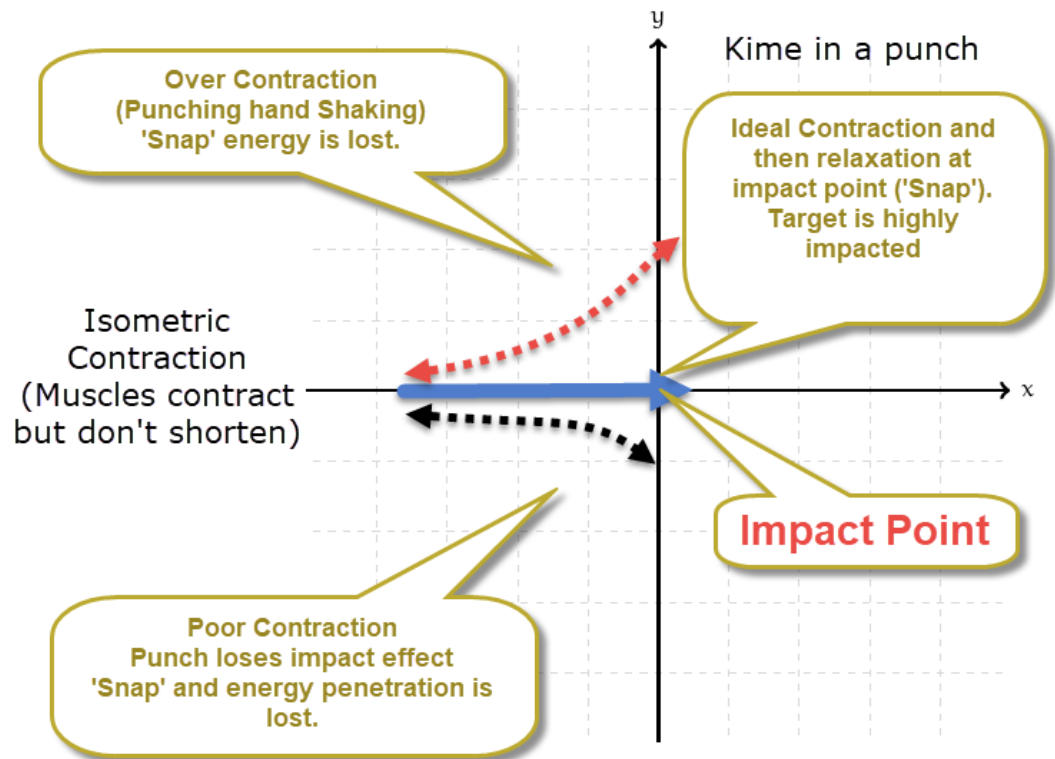 y
Kime in a punch
Over Contraction
(Punching hand Shaking)
'Snap' energy is lost.
Ideal Contraction and
then relaxation at
impact point ('Snap').
Target is highly
impacted
Isometric
Contraction
(Muscles contract
but don't shorten)
x
Impact Point
Poor Contraction
Punch loses impact effect
'Snap' and energy penetration is
lost.